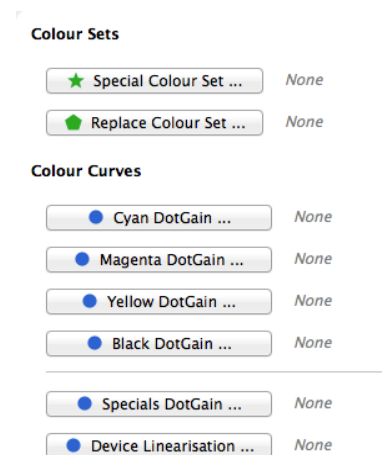 Colour Sets
Special Colour Set ... None
Replace Colour Set ... None
Colour Curves
Cyan DotGain ... None
Magenta DotGain ... None
Yellow DotGain ... None
Black DotGain ... None
Specials DotGain ... None
Device Linearisation ... None